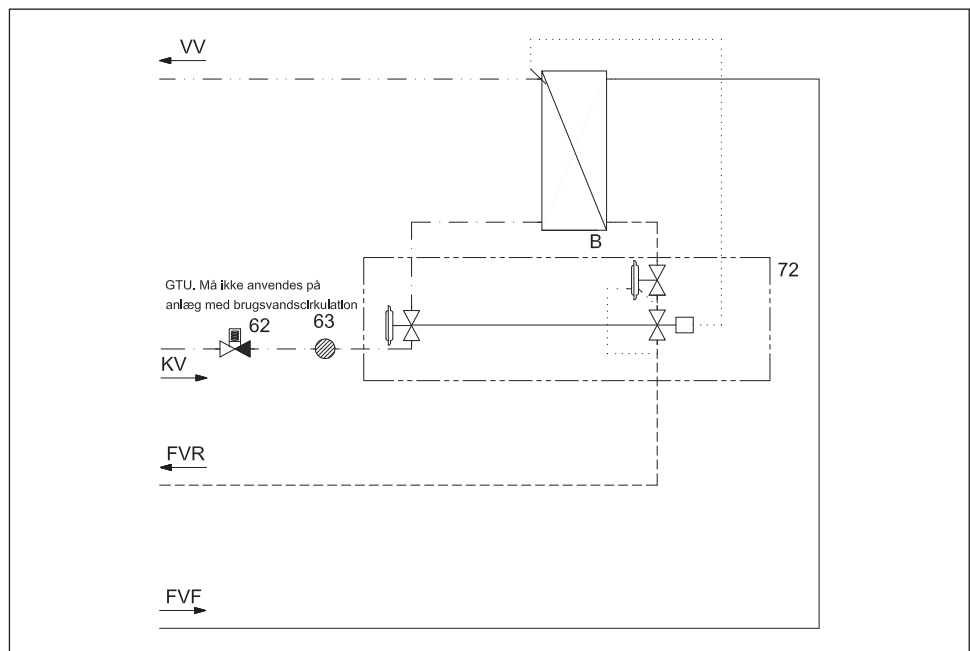 VV
B
72
GTU. Må ikke anvendes på
anlæg med brugsvandscirkulation
62
63
KV
FVR
FVF